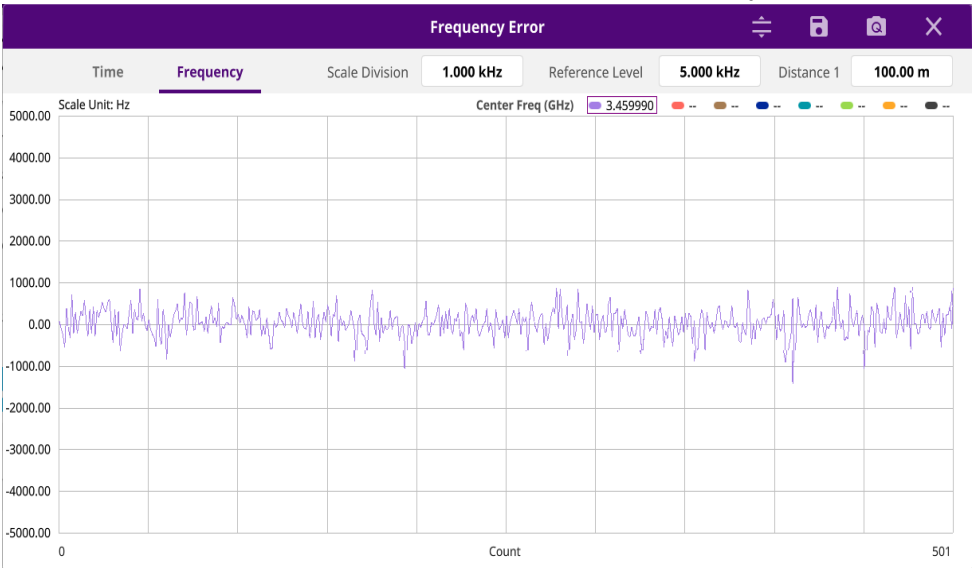 Frequency Error
Time Frequency Scale Division 1.000 kHz Reference Level 5.000 kHz Distance 1 100.00 m
Scale Unit: Hz Center Freq (GHz) 3.459990 -- -- -- -- -- -- --
5000.00
4000.00
3000.00
2000.00
1000.00
0.00
-1000.00
-2000.00
-3000.00
-4000.00
-5000.00
0 Count 501